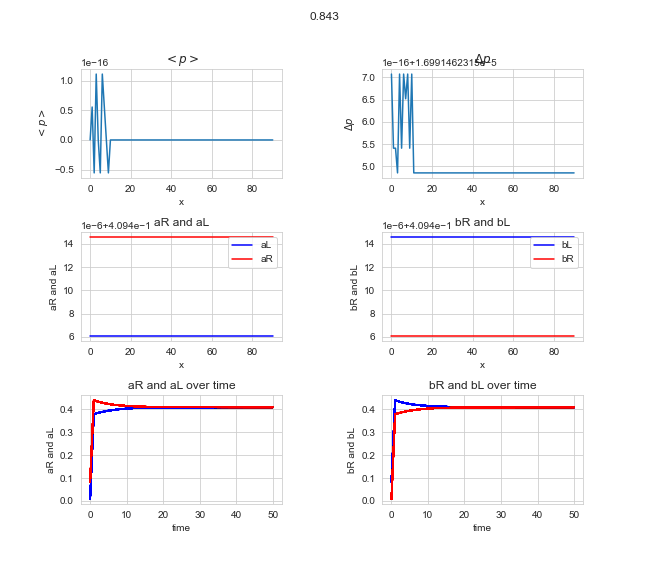 0.843
<p>
Δp
1e−16
1e−16+1.6991462315e−5
1.0
0.5
0.0
−0.5
<p>
0 20 40 60 80
x
7.0
6.5
6.0
5.5
5.0
Δp
0 20 40 60 80
x
aR and aL
bR and bL
1e−6+4.094e−1
1e−6+4.094e−1
14
12
10
8
6
aR and aL
aL
aR
0 20 40 60 80
x
14
12
10
8
6
bR and bL
bL
bR
0 20 40 60 80
x
aR and aL over time
bR and bL over time
0.4
0.3
0.2
0.1
0.0
aR and aL
0 10 20 30 40 50
time
0.4
0.3
0.2
0.1
0.0
bR and bL
0 10 20 30 40 50
time